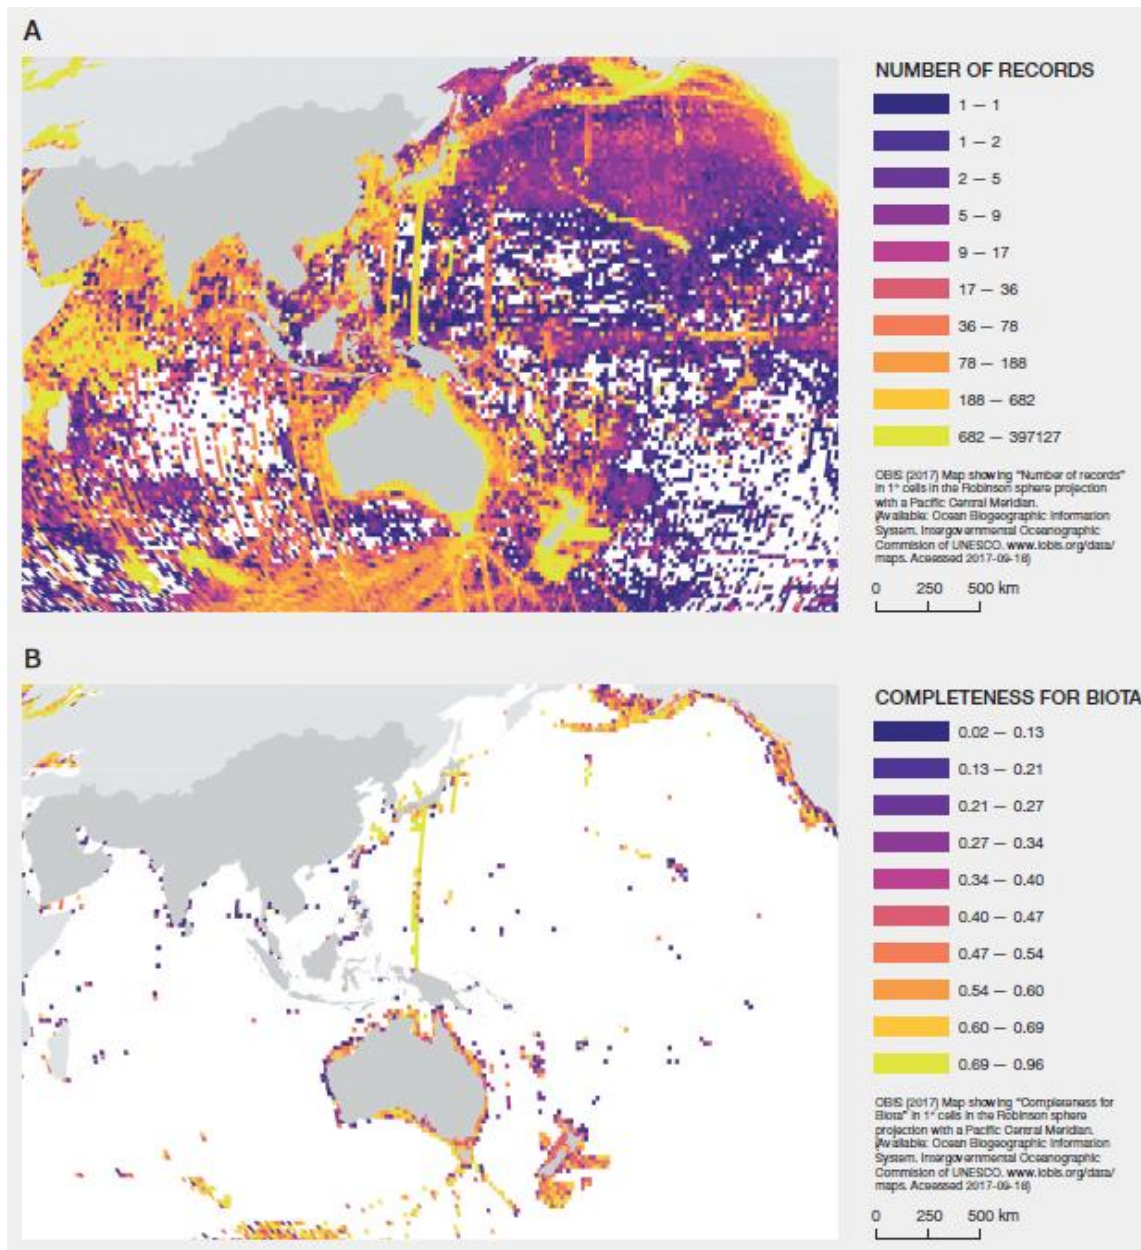 A
NUMBER OF RECORDS
1 — 1
1 — 2
2 — 5
5 — 9
9 — 17
17 — 36
36 — 78
78 — 188
188 — 682
682 — 397127
OBIS (2017) Map showing "Number of records"
in 1° cells in the Robinson sphere projection
with a Pacific Central Meridian.
(Available: Ocean Biogeographic Information
System. Intergovernmental Oceanographic
Commision of UNESCO. www.iobis.org/data/
maps. Acessed 2017-09-18)
0 250 500 km
B
COMPLETENESS FOR BIOTA
0.02 — 0.13
0.13 — 0.21
0.21 — 0.27
0.27 — 0.34
0.34 — 0.40
0.40 — 0.47
0.47 — 0.54
0.54 — 0.60
0.60 — 0.69
0.69 — 0.96
OBIS (2017) Map showing "Completeness for
Biota" in 1° cells in the Robinson sphere
projection with a Pacific Central Meridian.
(Available: Ocean Biogeographic Information
System. Intergovernmental Oceanographic
Commision of UNESCO. www.iobis.org/data/
maps. Acessed 2017-09-18)
0 250 500 km